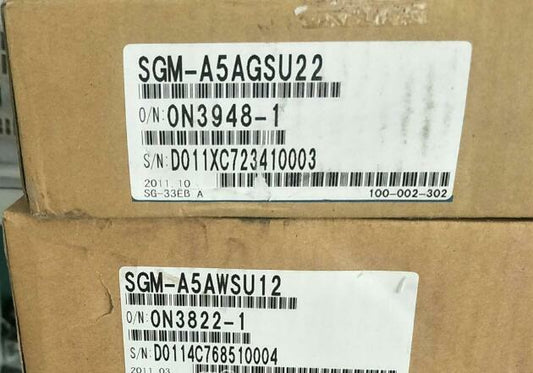 SGM-A5AGSU22
O/N: ON3948-1
S/N: D011XC723410003
2011.10
SG-33EB A
100-002-302
SGM-A5AWSU12
O/N: ON3822-1
S/N: D0114C768510004
2011.03